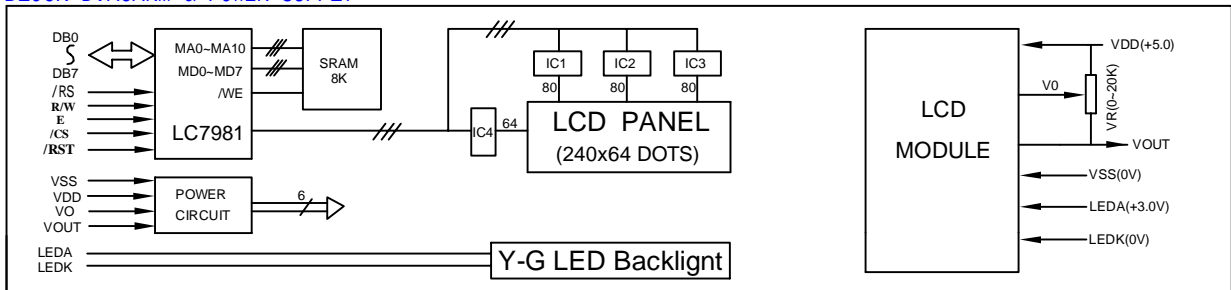 DB0
DB7
/RS
R/W
E
/CS
/RST
MA0~MA10
MD0~MD7
/WE
LC7981
SRAM
8K
IC1
IC2
IC3
80
80
80
IC4
64
LCD PANEL
(240x64 DOTS)
VSS
VDD
VO
VOUT
POWER
CIRCUIT
6
LEDA
LEDK
Y-G LED Backlignt
LCD
MODULE
VDD(+5.0)
V0
VR(0~20K)
VOUT
VSS(0V)
LEDA(+3.0V)
LEDK(0V)